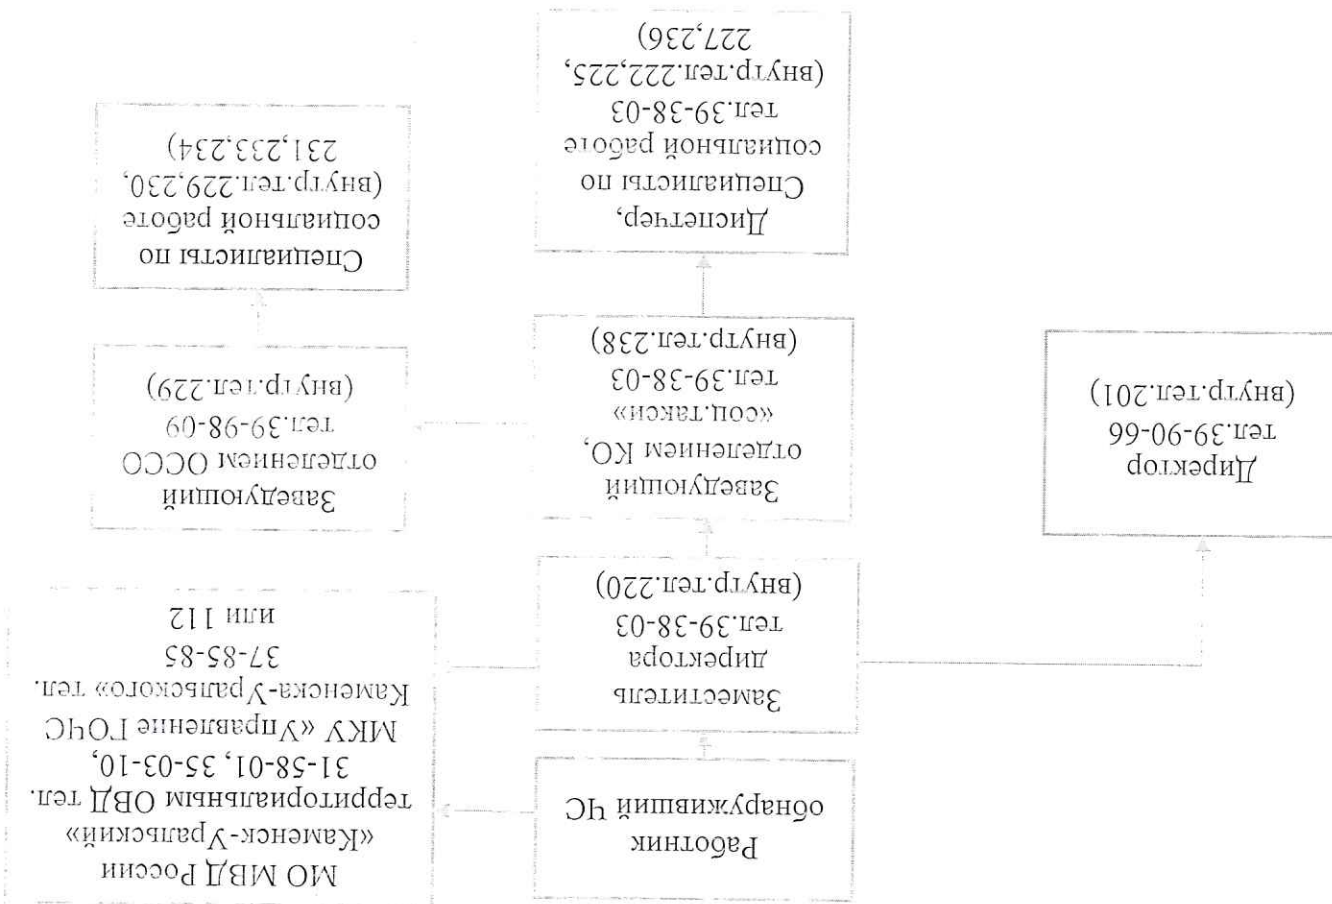 Работник
обнаруживший ЧС
МО МВД России
«Каменск-Уральский»
территориальным ОВД тел.
31-58-01, 35-03-10,
МКУ «Управление ГОЧС
Каменска-Уральского» тел.
37-85-85
или 112
Заместитель
директора
тел.39-38-03
(внутр.тел.220)
Директор
тел.39-90-66
(внутр.тел.201)
Заведующий
отделением КО,
«соц.такси»
тел.39-38-03
(внутр.тел.238)
Заведующий
отделением ОССО
тел.39-98-09
(внутр.тел.229)
Диспетчер,
Специалисты по
социальной работе
тел.39-38-03
(внутр.тел.222,225,
227,236)
Специалисты по
социальной работе
(внутр.тел.229,230,
231,233,234)